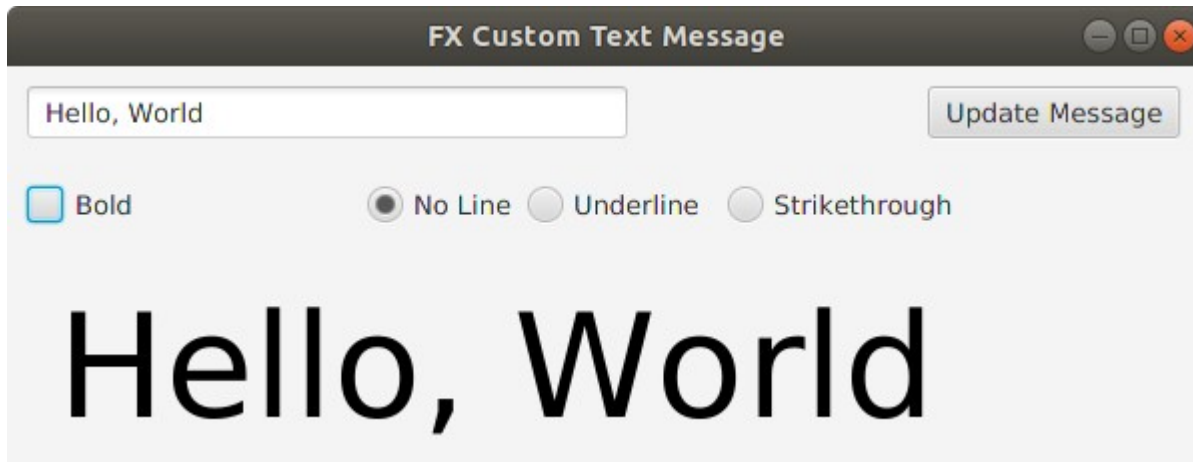 FX Custom Text Message
Hello, World Update Message
Bold No Line Underline Strikethrough
Hello, World